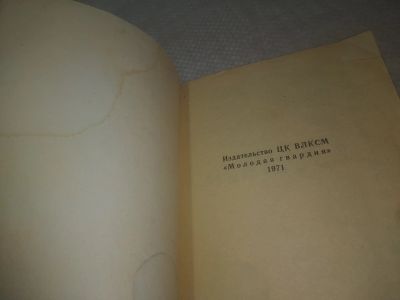 Издательство ЦК ВЛКСМ
«Молодая гвардия»
1971